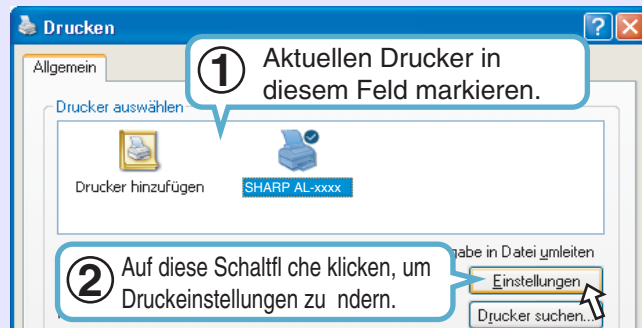 Drucken
Allgemein
① Aktuellen Drucker in
diesem Feld markieren.
Drucker auswählen
Drucker hinzufügen
SHARP AL-xxxx
gabe in Datei umleiten
② Auf diese Schaltfl che klicken, um
Druckeinstellungen zu ndern.
Einstellungen
Drucker suchen...